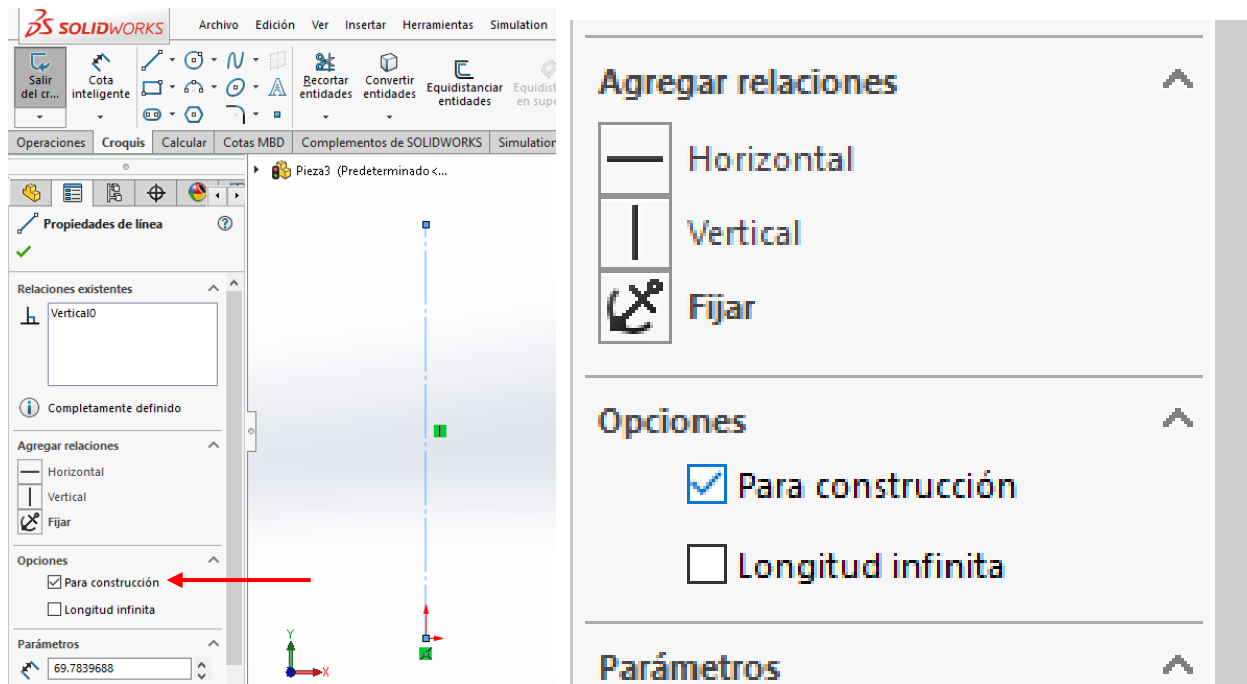 SOLIDWORKS Archivo Edición Ver Insertar Herramientas Simulation
Salir del cr...
Cota inteligente
Recortar entidades
Convertir entidades
Equidistanciar entidades
Operaciones Croquis Calcular Cotas MBD Complementos de SOLIDWORKS Simulation
Pieza3 (Predeterminado<...
Propiedades de línea
Relaciones existentes
Vertical0
Completamente definido
Agregar relaciones
Horizontal
Vertical
Fijar
Opciones
Para construcción
Longitud infinita
Parámetros
69.7839688
Y
X
Agregar relaciones
Horizontal
Vertical
Fijar
Opciones
Para construcción
Longitud infinita
Parámetros